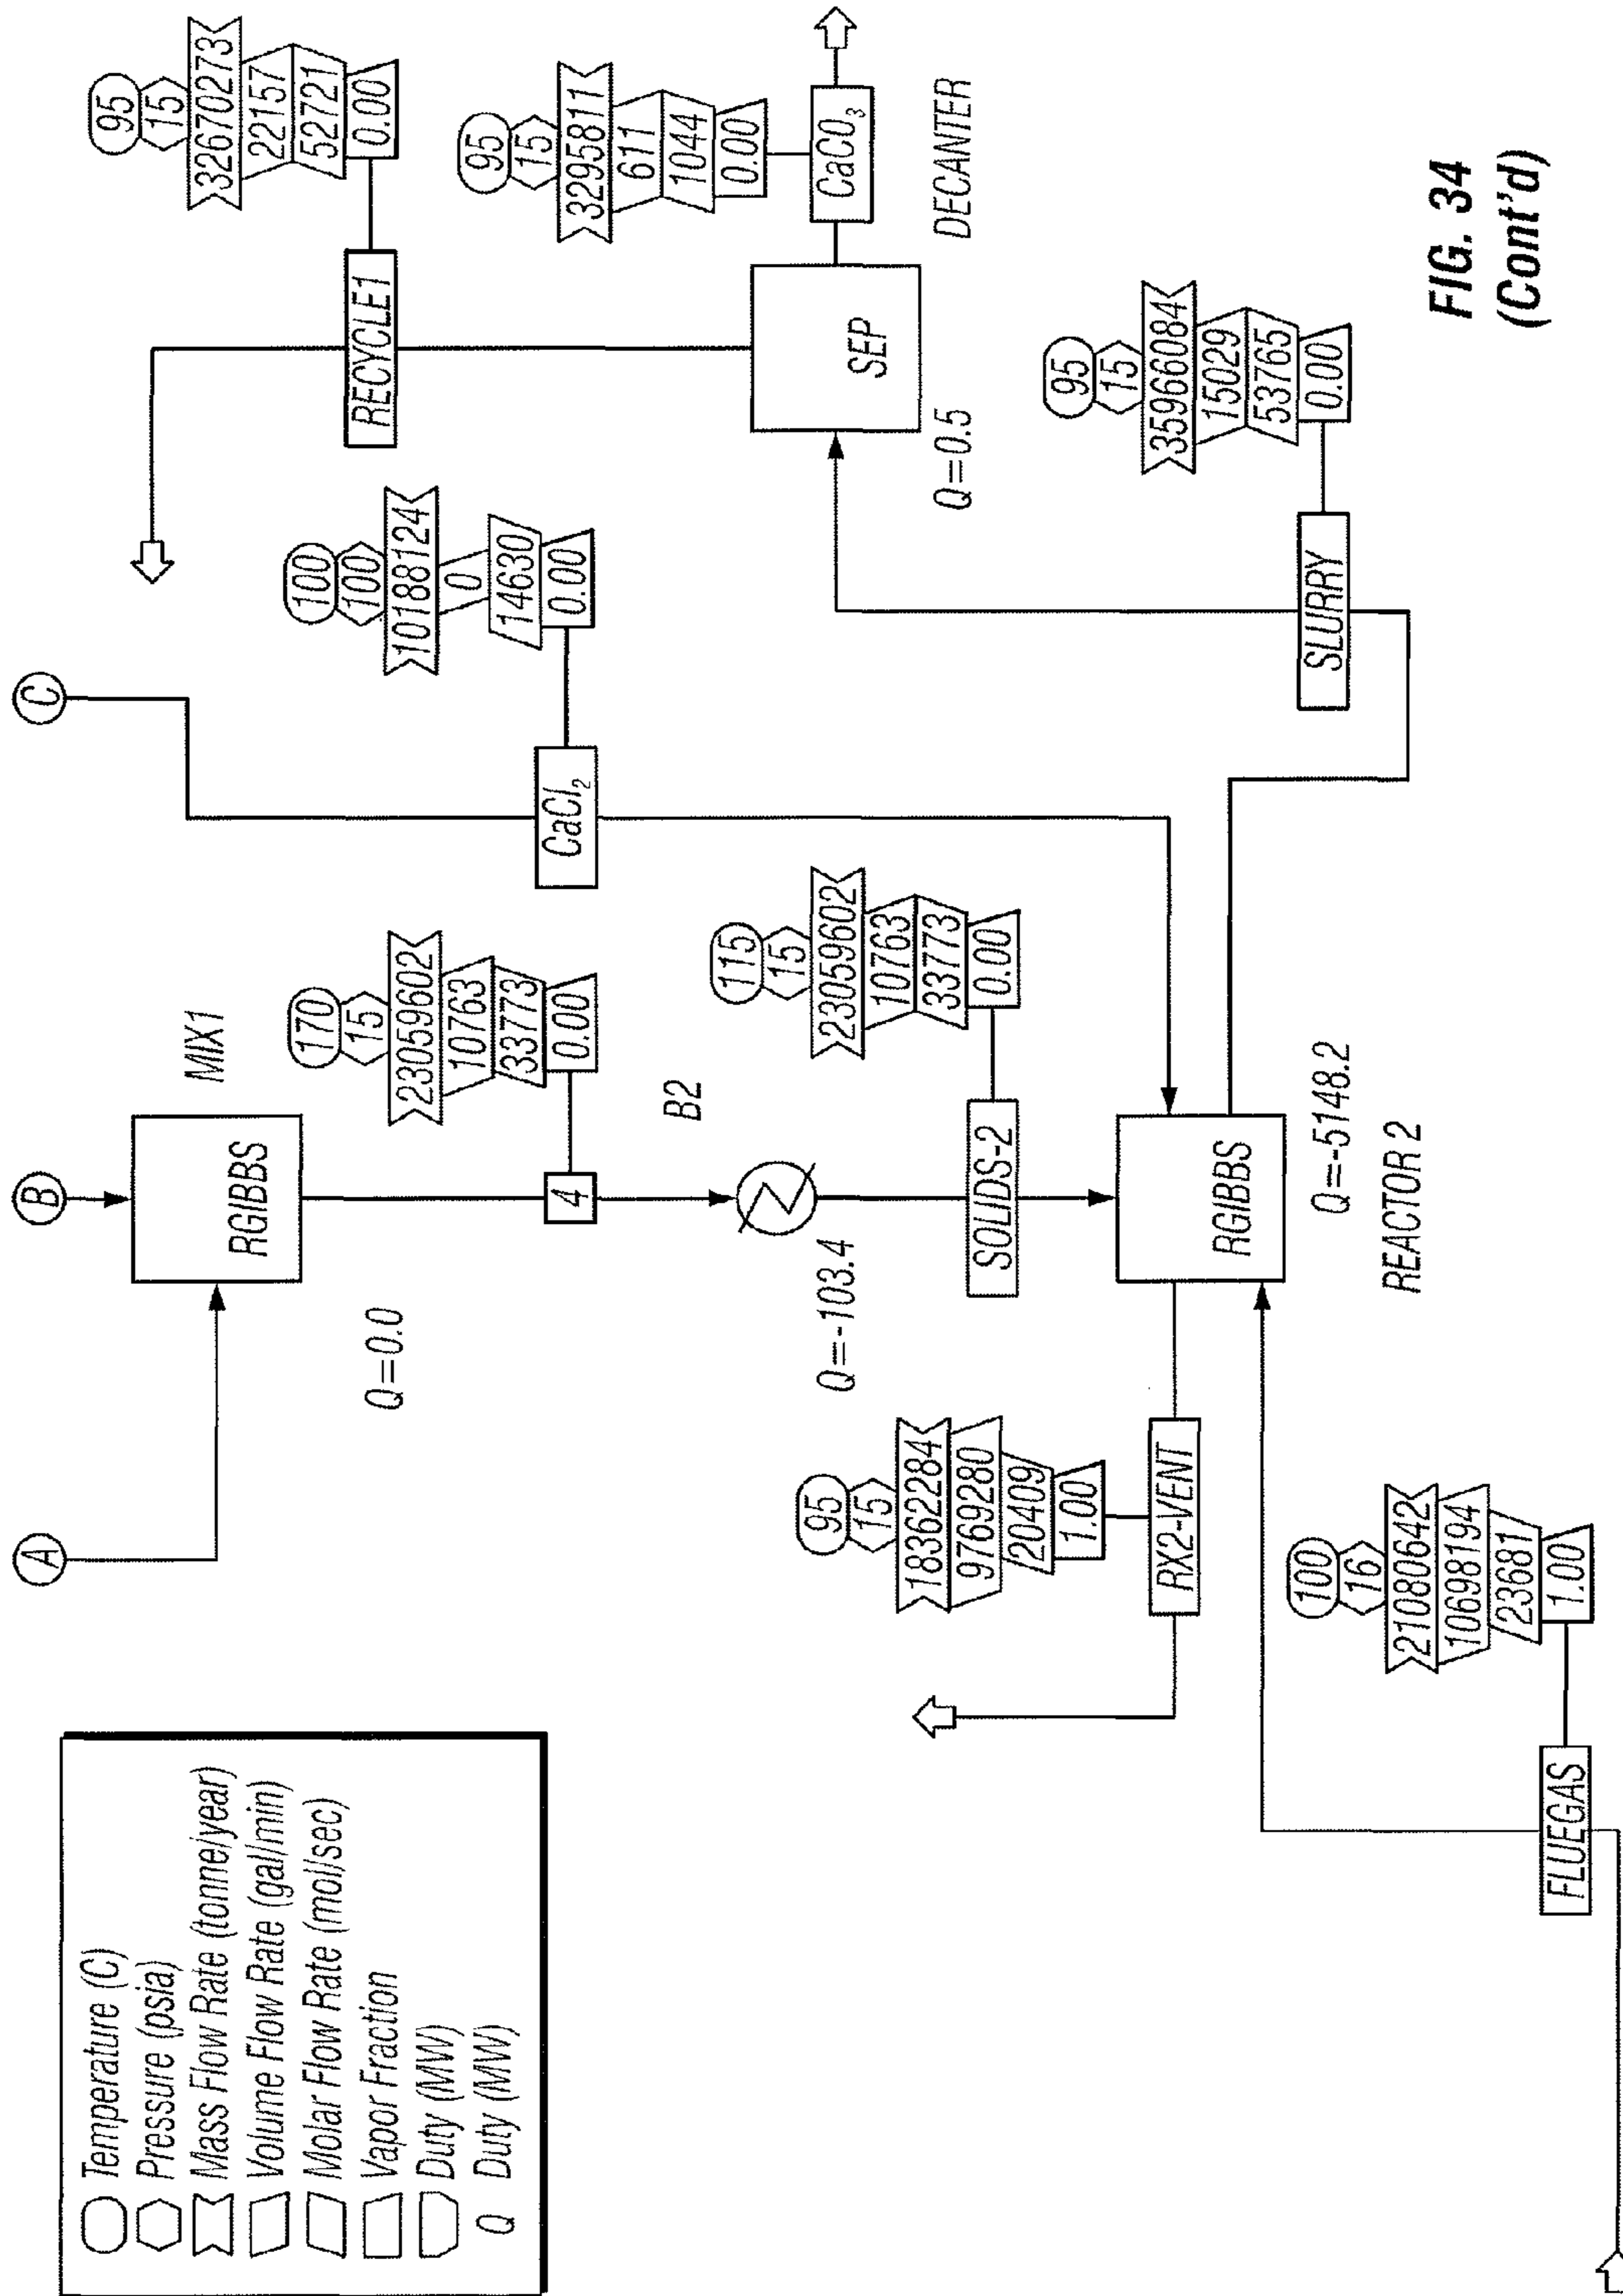 Temperature (C)
Pressure (psia)
Mass Flow Rate (tonne/year)
Volume Flow Rate (gal/min)
Molar Flow Rate (mol/sec)
Vapor Fraction
Duty (MW)
Q Duty (MW)
A
B
C
RGIBBS
MIX1
Q=0.0
170
15
23059602
10763
33773
0.00
4
B2
Q=-103.4
115
15
23059602
10763
33773
0.00
SOLIDS-2
CaCl₂
100
100
10188124
0
14630
0.00
RECYCLE1
95
15
32670273
22157
52721
0.00
SEP
Q=0.5
DECANTER
CaCO₃
95
15
3295811
611
1044
0.00
RGIBBS
Q=-5148.2
REACTOR 2
RX2-VENT
95
15
18362284
9769280
20409
1.00
FLUEGAS
100
16
21080642
10698194
23681
1.00
SLURRY
95
15
35966084
15029
53765
0.00
FIG. 34
(Cont'd)